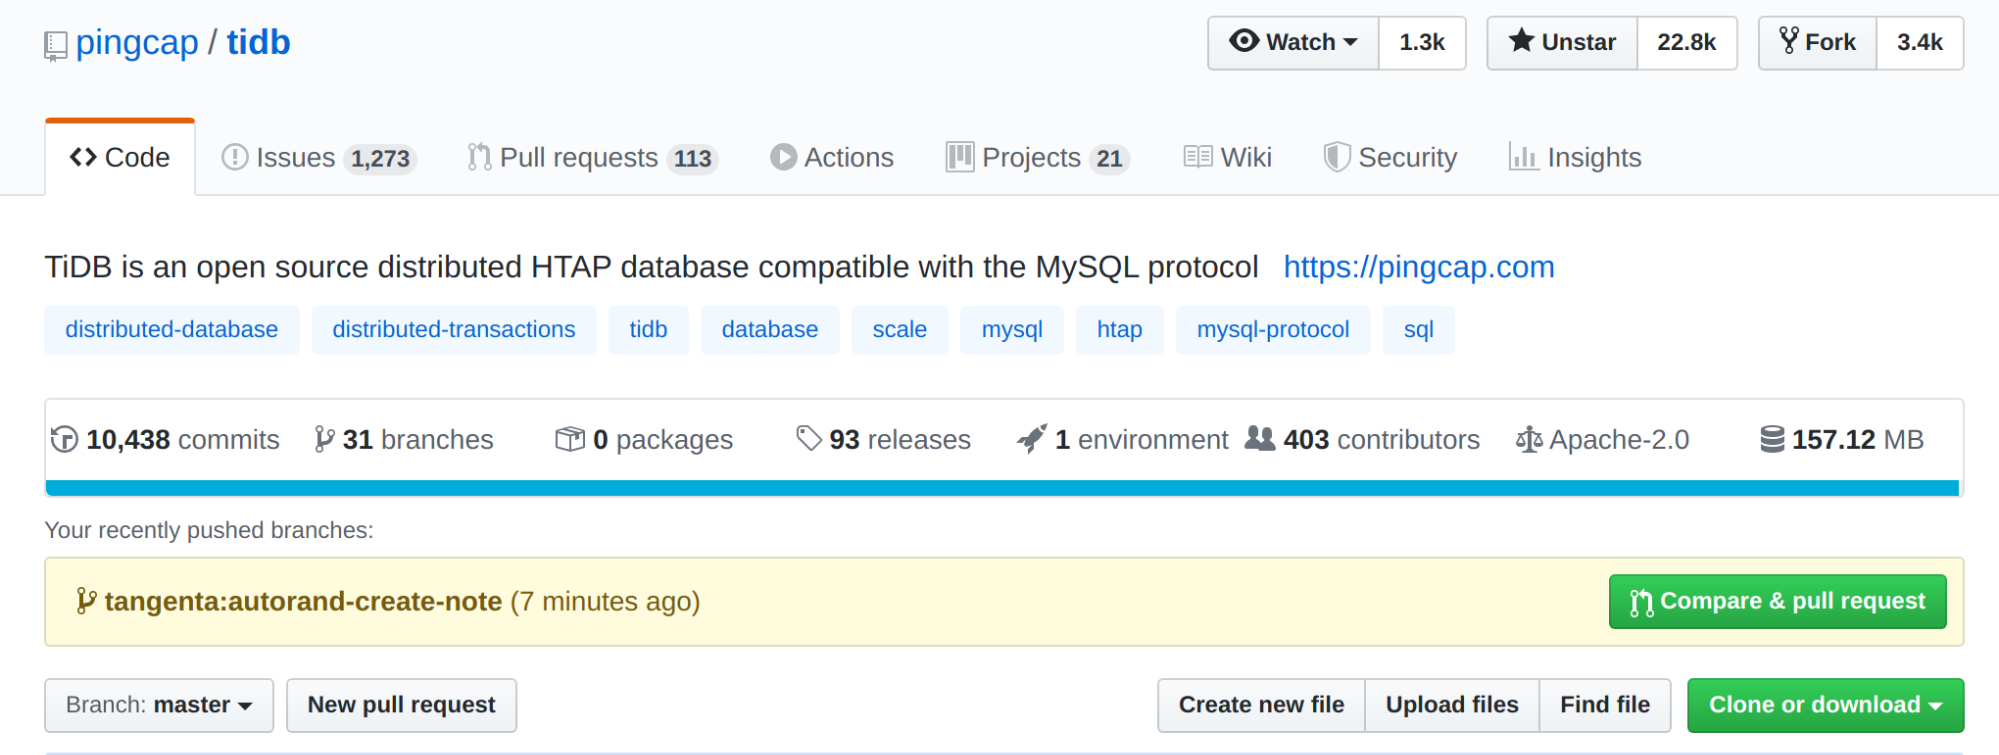 pingcap / tidb
Watch 1.3k Unstar 22.8k Fork 3.4k
Code Issues 1,273 Pull requests 113 Actions Projects 21 Wiki Security Insights
TiDB is an open source distributed HTAP database compatible with the MySQL protocol https://pingcap.com
distributed-database distributed-transactions tidb database scale mysql htap mysql-protocol sql
10,438 commits 31 branches 0 packages 93 releases 1 environment 403 contributors Apache-2.0 157.12 MB
Your recently pushed branches:
tangenta:autorand-create-note (7 minutes ago) Compare & pull request
Branch: master New pull request Create new file Upload files Find file Clone or download